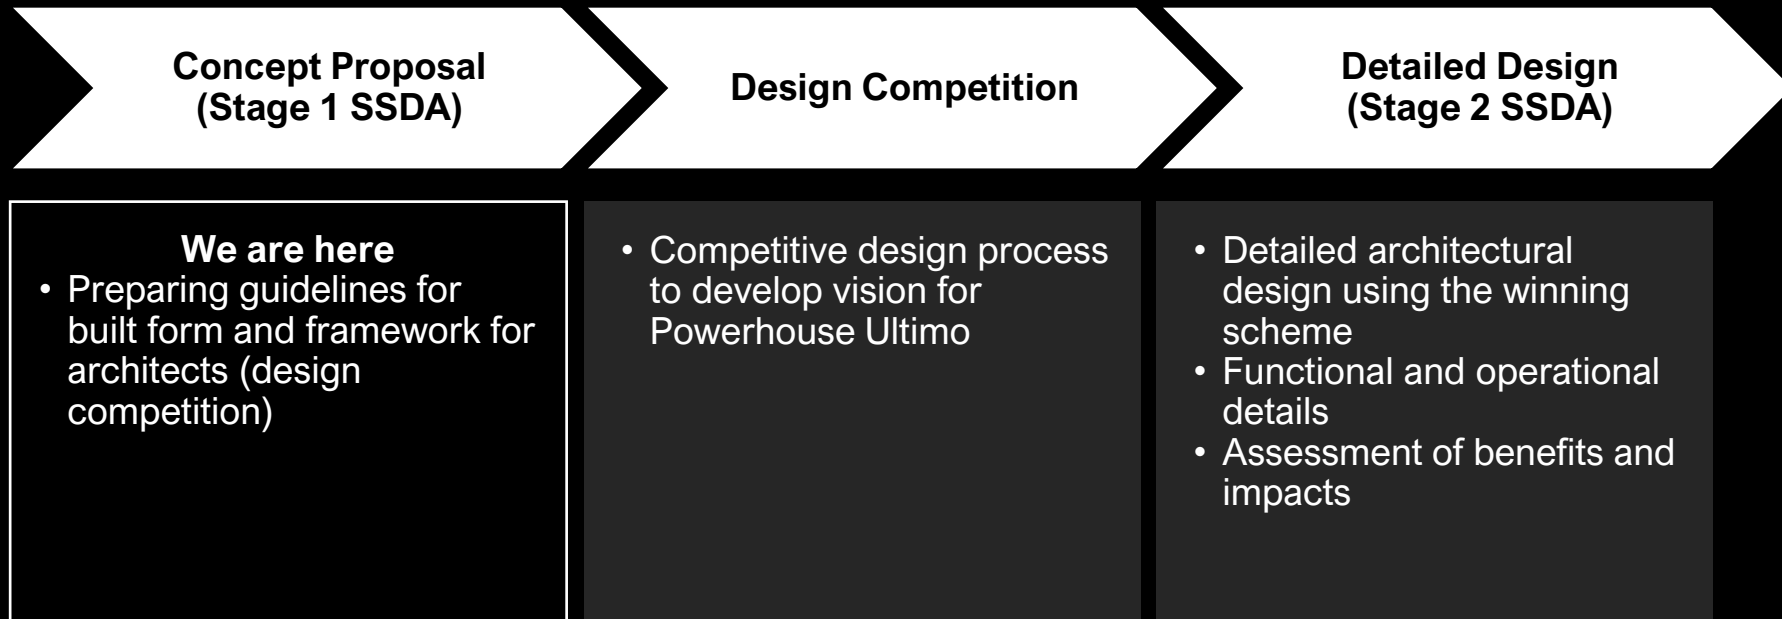 Concept Proposal
(Stage 1 SSDA)
Design Competition
Detailed Design
(Stage 2 SSDA)
We are here
• Preparing guidelines for
built form and framework for
architects (design
competition)
• Competitive design process
to develop vision for
Powerhouse Ultimo
• Detailed architectural
design using the winning
scheme
• Functional and operational
details
• Assessment of benefits and
impacts